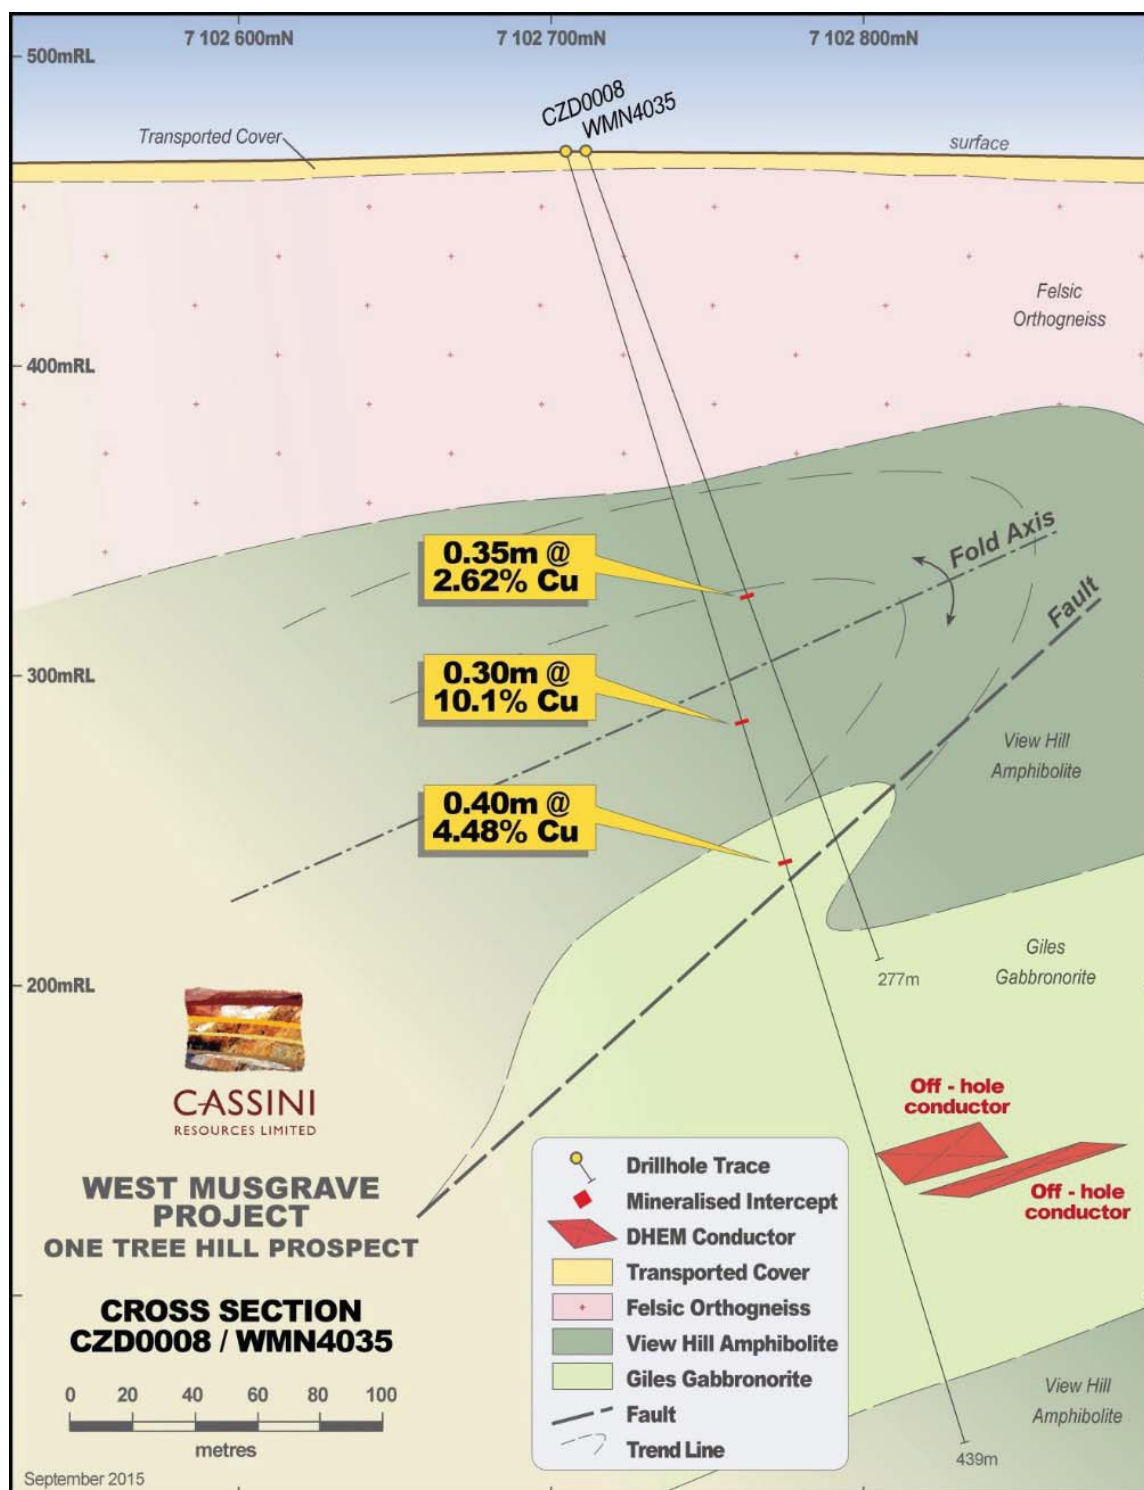 7 102 600mN
7 102 700mN
7 102 800mN
500mRL
CZD0008
WMN4035
Transported Cover
surface
Felsic
Orthogneiss
400mRL
0.35m @
2.62% Cu
Fold Axis
Fault
0.30m @
10.1% Cu
300mRL
View Hill
Amphibolite
0.40m @
4.48% Cu
Giles
Gabbronorite
277m
200mRL
CASSINI
RESOURCES LIMITED
Off - hole
conductor
Off - hole
conductor
WEST MUSGRAVE
PROJECT
ONE TREE HILL PROSPECT
CROSS SECTION
CZD0008 / WMN4035
0 20 40 60 80 100
metres
September 2015
Drillhole Trace
Mineralised Intercept
DHEM Conductor
Transported Cover
Felsic Orthogneiss
View Hill Amphibolite
Giles Gabbronorite
Fault
Trend Line
View Hill
Amphibolite
439m